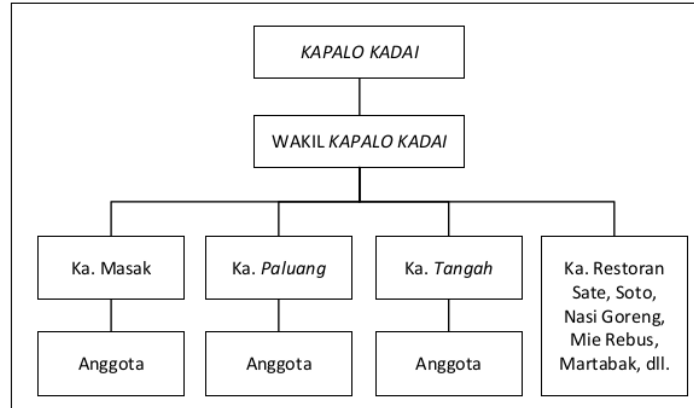 KAPALO KADAI
WAKIL KAPALO KADAI
Ka. Masak
Ka. Paluang
Ka. Tangah
Ka. Restoran
Sate, Soto,
Nasi Goreng,
Mie Rebus,
Martabak, dll.
Anggota
Anggota
Anggota